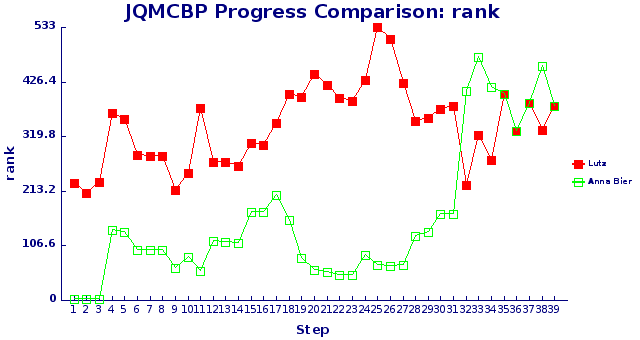 JQMCBP Progress Comparison: rank
533
426.4
319.8
213.2
106.6
0
rank
1 2 3 4 5 6 7 8 9 10 11 12 13 14 15 16 17 18 19 20 21 22 23 24 25 26 27 28 29 30 31 32 33 34 35 36 37 38 39
Step
Lutz
Anna Bier